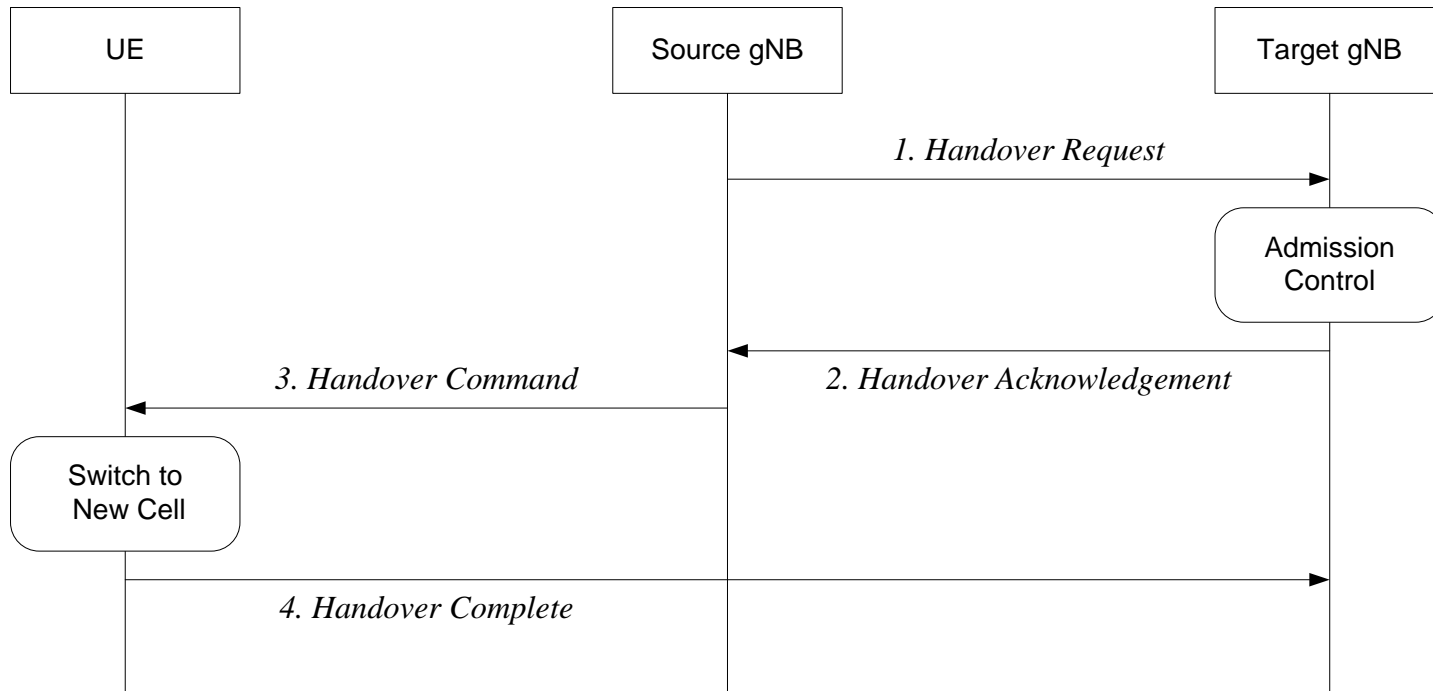 UE
Source gNB
Target gNB
1. Handover Request
Admission
Control
2. Handover Acknowledgement
3. Handover Command
Switch to
New Cell
4. Handover Complete